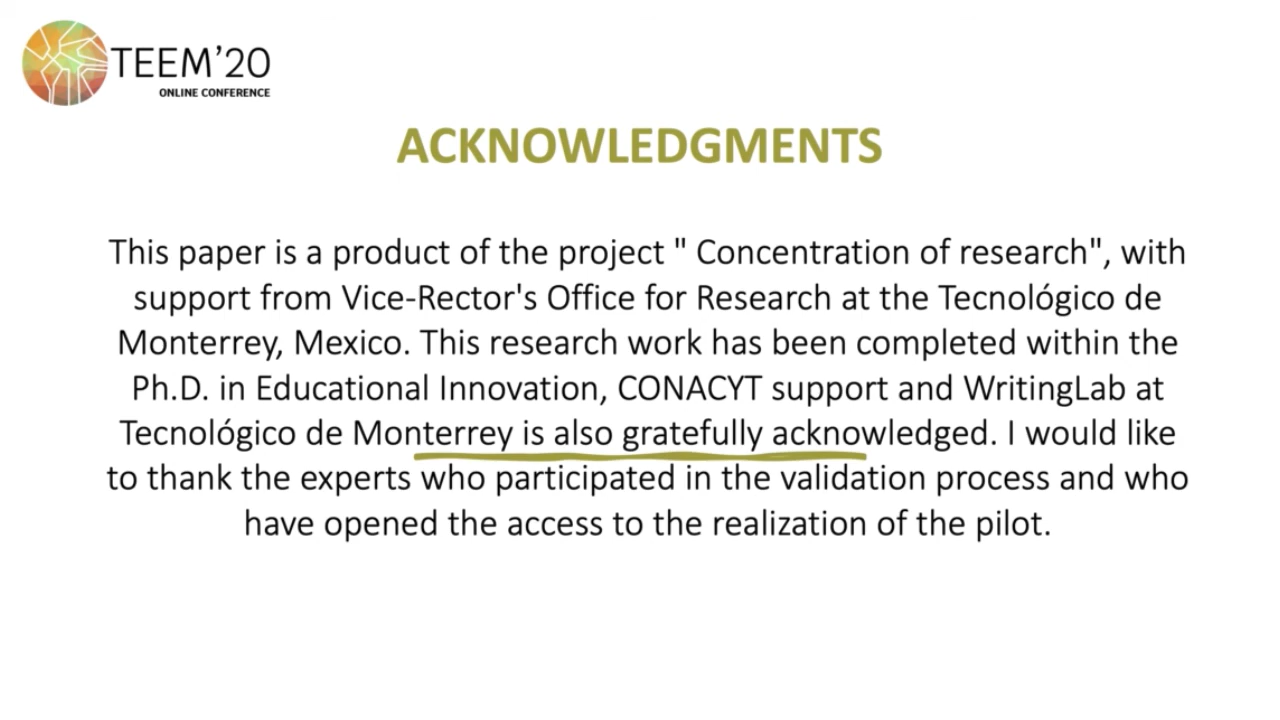 TEEM’20
ONLINE CONFERENCE
ACKNOWLEDGMENTS
This paper is a product of the project " Concentration of research", with
support from Vice-Rector's Office for Research at the Tecnológico de
Monterrey, Mexico. This research work has been completed within the
Ph.D. in Educational Innovation, CONACYT support and WritingLab at
Tecnológico de Monterrey is also gratefully acknowledged. I would like
to thank the experts who participated in the validation process and who
have opened the access to the realization of the pilot.